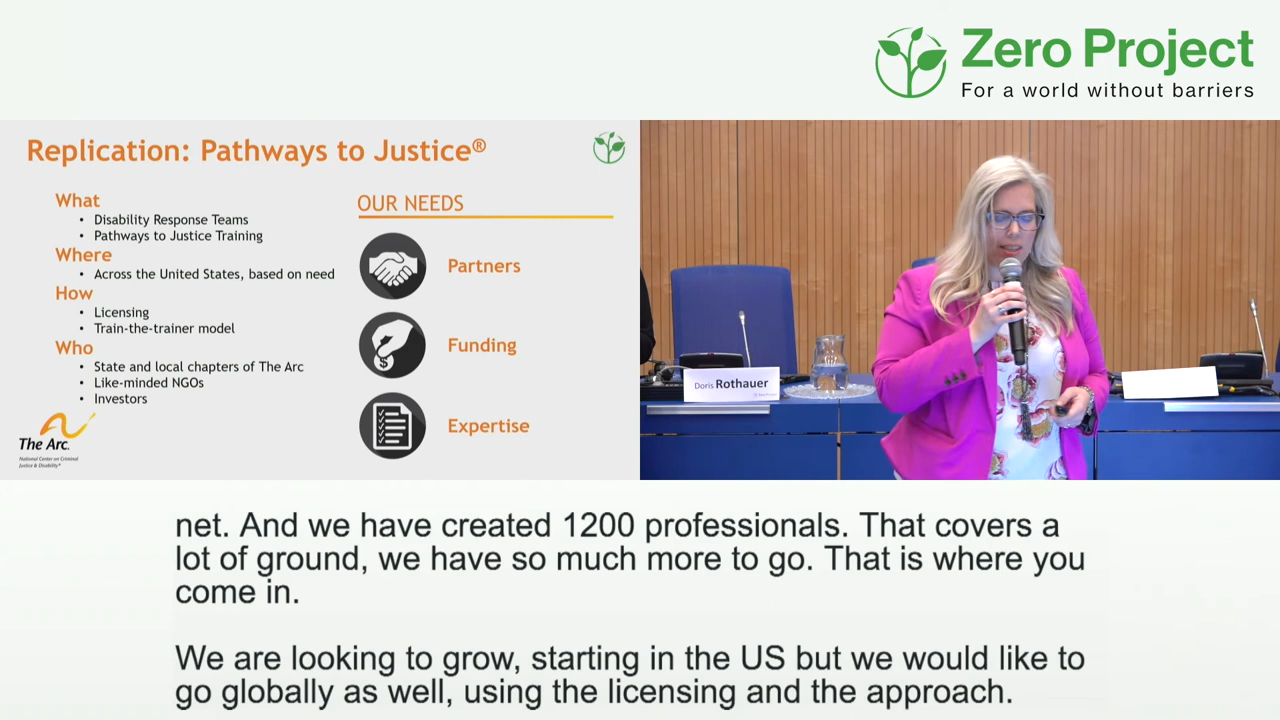 Zero Project
For a world without barriers
Replication: Pathways to Justice®
What
• Disability Response Teams
• Pathways to Justice Training
Where
• Across the United States, based on need
How
• Licensing
• Train-the-trainer model
Who
• State and local chapters of The Arc
• Like-minded NGOs
• Investors
The Arc.
National Center on Criminal
Justice & Disability®
OUR NEEDS
Partners
Funding
Expertise
Doris Rothauer
net. And we have created 1200 professionals. That covers a
lot of ground, we have so much more to go. That is where you
come in.
We are looking to grow, starting in the US but we would like to
go globally as well, using the licensing and the approach.